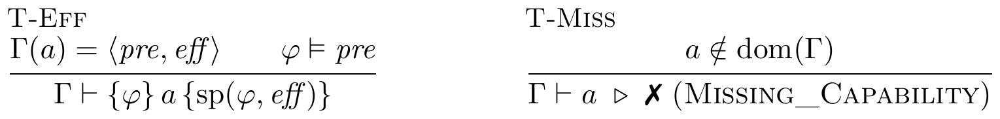 T-Eff
Γ(a) = ⟨pre, eff⟩  φ ⊨ pre
Γ ⊢ {φ} a {sp(φ, eff)}
T-Miss
a ∉ dom(Γ)
Γ ⊢ a ▹ ✗ (Missing_Capability)